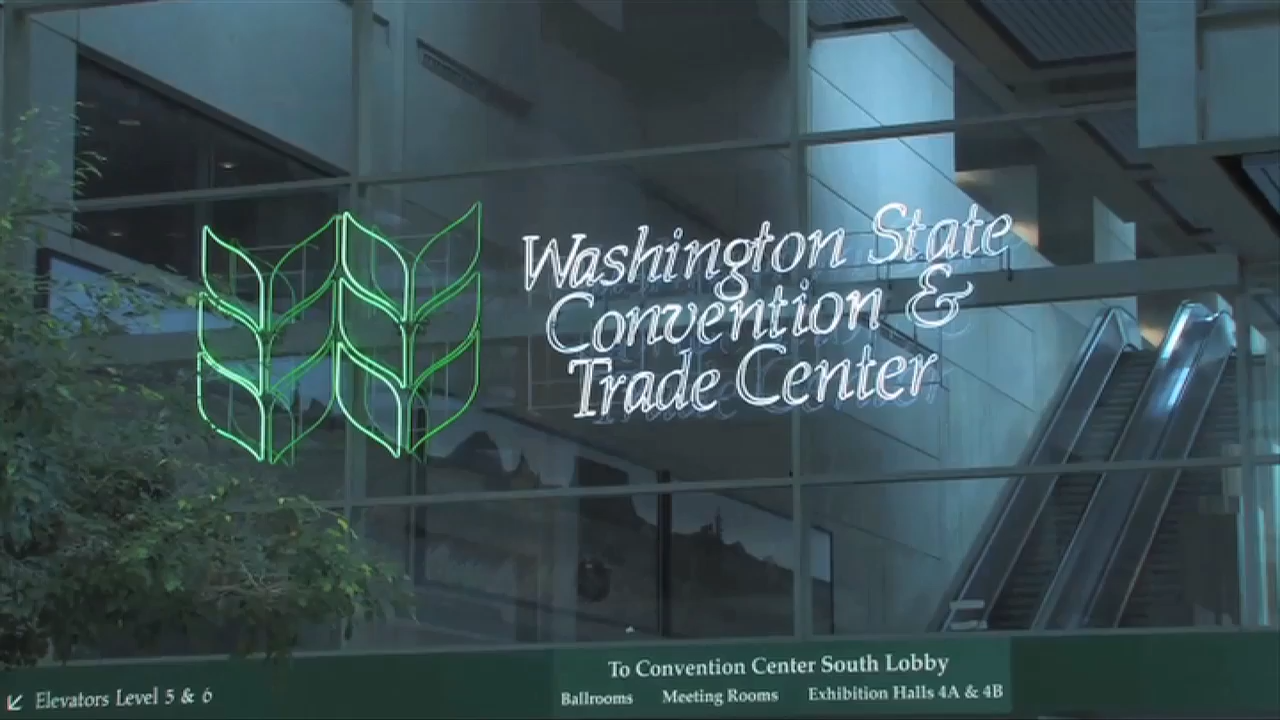 Washington State
Convention &
Trade Center
To Convention Center South Lobby
Elevators Level 5 & 6
Ballrooms Meeting Rooms Exhibition Halls 4A & 4B